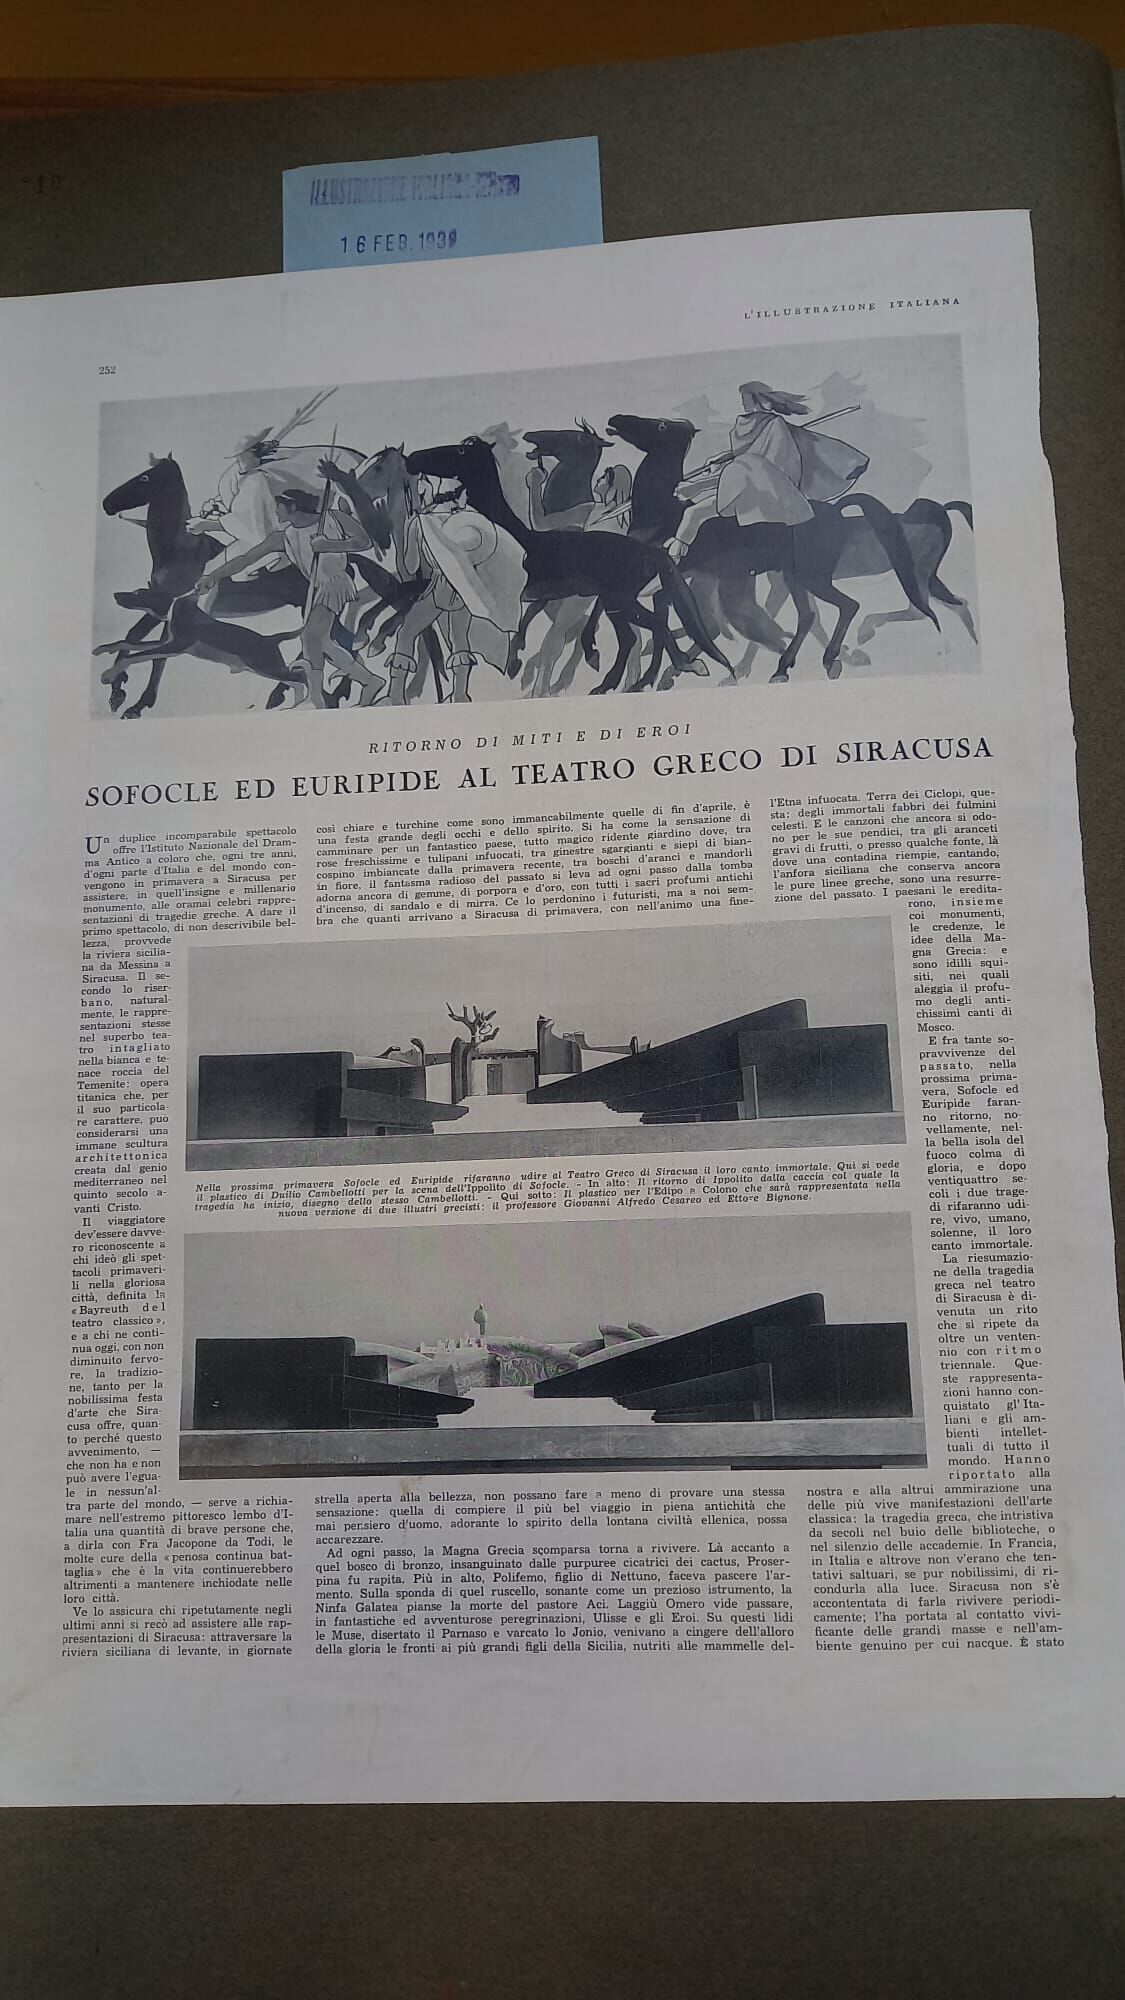 16 FEB. 193
L'ILLUSTRAZIONE ITALIANA
252
RITORNO DI MITI E DI EROI
SOFOCLE ED EURIPIDE AL TEATRO GRECO DI SIRACUSA
Un duplice incomparabile spettacolo
offre l'Istituto Nazionale del Dram-
ma Antico a coloro che, ogni tre anni,
d'ogni parte d'Italia e del mondo con-
vengono in primavera a Siracusa per
assistere, in quell'insigne e millenario
monumento, alle oramai celebri rappre-
sentazioni di tragedie greche. A dare il
primo spettacolo, di non descrivibile bel-
lezza, provvede
la riviera sicilia-
na da Messina a
Siracusa. Il se-
condo lo riser-
bano, natural-
mente, le rappre-
sentazioni stesse
nel superbo tea-
tro intagliato
nella bianca e te-
nace roccia del
Temenite: opera
titanica che, per
il suo particola-
re carattere, può
considerarsi una
immane scultura
architettonica
creata dal genio
mediterraneo nel
quinto secolo a-
vanti Cristo.
Il viaggiatore
dev'essere davve-
ro riconoscente a
chi ideò gli spet-
tacoli primaveri-
li nella gloriosa
città, definita la
« Bayreuth del
teatro classico »,
e a chi ne conti-
nua oggi, con non
diminuito fervo-
re, la tradizio-
ne, tanto per la
nobilissima festa
d'arte che Sira-
cusa offre, quan-
to perché questo
avvenimento, —
che non ha e non
può avere l'egua-
le in nessun'al-
tra parte del mondo, — serve a richia-
mare nell'estremo pittoresco lembo d'I-
talia una quantità di brave persone che,
a dirla con Fra Jacopone da Todi, le
molte cure della « penosa continua bat-
taglia » che è la vita continuerebbero
altrimenti a mantenere inchiodate nelle
loro città.
Ve lo assicura chi ripetutamente negli
ultimi anni si recò ad assistere alle rap-
presentazioni di Siracusa: attraversare la
riviera siciliana di levante, in giornate
così chiare e turchine come sono immancabilmente quelle di fin d'aprile, è
una festa grande degli occhi e dello spirito. Si ha come la sensazione di
camminare per un fantastico paese, tutto magico ridente giardino dove, tra
rose freschissime e tulipani infuocati, tra ginestre sgargianti e siepi di bian-
cospino imbiancate dalla primavera recente, tra boschi d'aranci e mandorli
in fiore, il fantasma radioso del passato si leva ad ogni passo dalla tomba
adorna ancora di gemme, di porpora e d'oro, con tutti i sacri profumi antichi
d'incenso, di sandalo e di mirra. Ce lo perdonino i futuristi, ma a noi sem-
bra che quanti arrivano a Siracusa di primavera, con nell'animo una fine-
Nella prossima primavera Sofocle ed Euripide rifaranno udire al Teatro Greco di Siracusa il loro canto immortale. Qui si vede
il plastico di Duilio Cambellotti per la scena dell'Ippolito di Sofocle. - In alto: Il ritorno di Ippolito dalla caccia col quale la
tragedia ha inizio, disegno dello stesso Cambellotti. - Qui sotto: Il plastico per l'Edipo a Colono che sarà rappresentata nella
nuova versione di due illustri grecisti: il professore Giovanni Alfredo Cesareo ed Ettore Bignone.
strella aperta alla bellezza, non possano fare a meno di provare una stessa
sensazione: quella di compiere il più bel viaggio in piena antichità che
mai pensiero d'uomo, adorante lo spirito della lontana civiltà ellenica, possa
accarezzare.
Ad ogni passo, la Magna Grecia scomparsa torna a rivivere. Là accanto a
quel bosco di bronzo, insanguinato dalle purpuree cicatrici dei cactus, Proser-
pina fu rapita. Più in alto, Polifemo, figlio di Nettuno, faceva pascere l'ar-
mento. Sulla sponda di quel ruscello, sonante come un prezioso istrumento, la
Ninfa Galatea pianse la morte del pastore Aci. Laggiù Omero vide passare,
in fantastiche ed avventurose peregrinazioni, Ulisse e gli Eroi. Su questi lidi
le Muse, disertato il Parnaso e varcato lo Jonio, venivano a cingere dell'alloro
della gloria le fronti ai più grandi figli della Sicilia, nutriti alle mammelle del-
l'Etna infuocata. Terra dei Ciclopi, que-
sta: degli immortali fabbri dei fulmini
celesti. E le canzoni che ancora si odo-
no per le sue pendici, tra gli aranceti
gravi di frutti, o presso qualche fonte, là
dove una contadina riempie, cantando,
l'anfora siciliana che conserva ancora
le pure linee greche, sono una resurre-
zione del passato. I paesani le eredita-
rono, insieme
coi monumenti,
le credenze, le
idee della Ma-
gna Grecia: e
sono idilli squi-
siti, nei quali
aleggia il profu-
mo degli anti-
chissimi canti di
Mosco.
E fra tante so-
pravvivenze del
passato, nella
prossima prima-
vera, Sofocle ed
Euripide faran-
no ritorno, no-
vellamente, nel-
la bella isola del
fuoco colma di
gloria, e dopo
ventiquattro se-
coli i due trage-
di rifaranno udi-
re, vivo, umano,
solenne, il loro
canto immortale.
La riesumazio-
ne della tragedia
greca nel teatro
di Siracusa è di-
venuta un rito
che si ripete da
oltre un venten-
nio con ritmo
triennale. Que-
ste rappresenta-
zioni hanno con-
quistato gl'Ita-
liani e gli am-
bienti intellet-
tuali di tutto il
mondo. Hanno
riportato alla
nostra e alla altrui ammirazione una
delle più vive manifestazioni dell'arte
classica: la tragedia greca, che intristiva
da secoli nel buio delle biblioteche, o
nel silenzio delle accademie. In Francia,
in Italia e altrove non v'erano che ten-
tativi saltuari, se pur nobilissimi, di ri-
condurla alla luce. Siracusa non s'è
accontentata di farla rivivere periodi-
camente; l'ha portata al contatto vivi-
ficante delle grandi masse e nell'am-
biente genuino per cui nacque. È stato